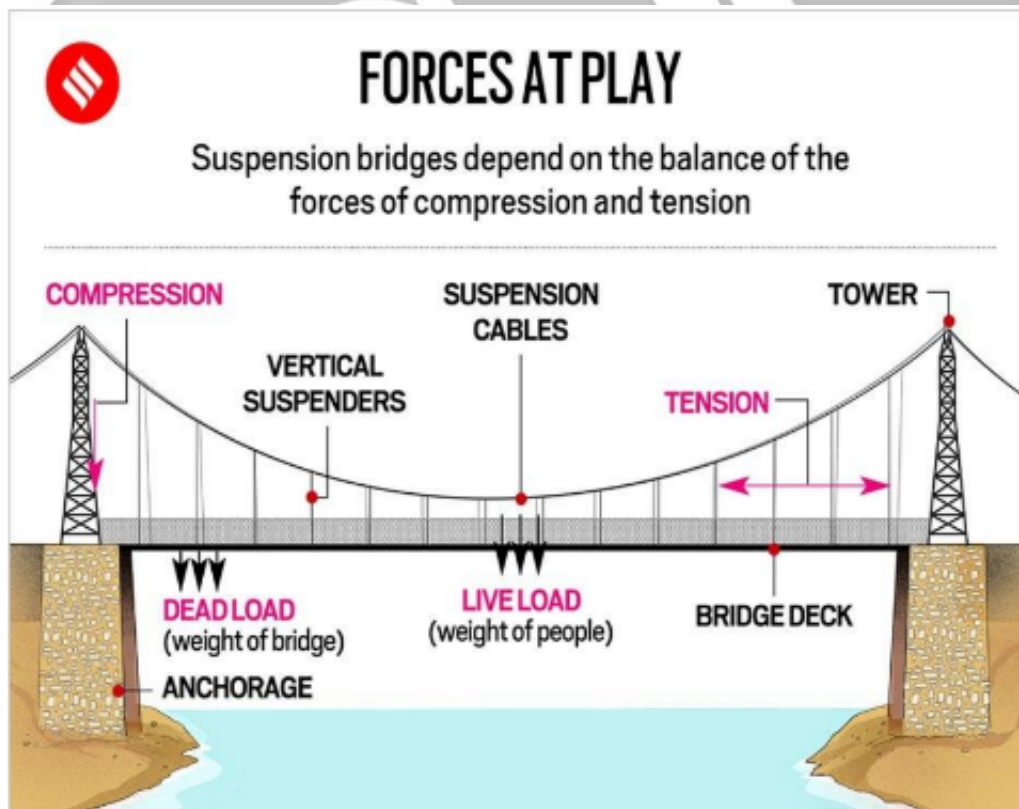 FORCES AT PLAY
Suspension bridges depend on the balance of the
forces of compression and tension
COMPRESSION
SUSPENSION
CABLES
TOWER
VERTICAL
SUSPENDERS
TENSION
DEAD LOAD
(weight of bridge)
LIVE LOAD
(weight of people)
BRIDGE DECK
ANCHORAGE